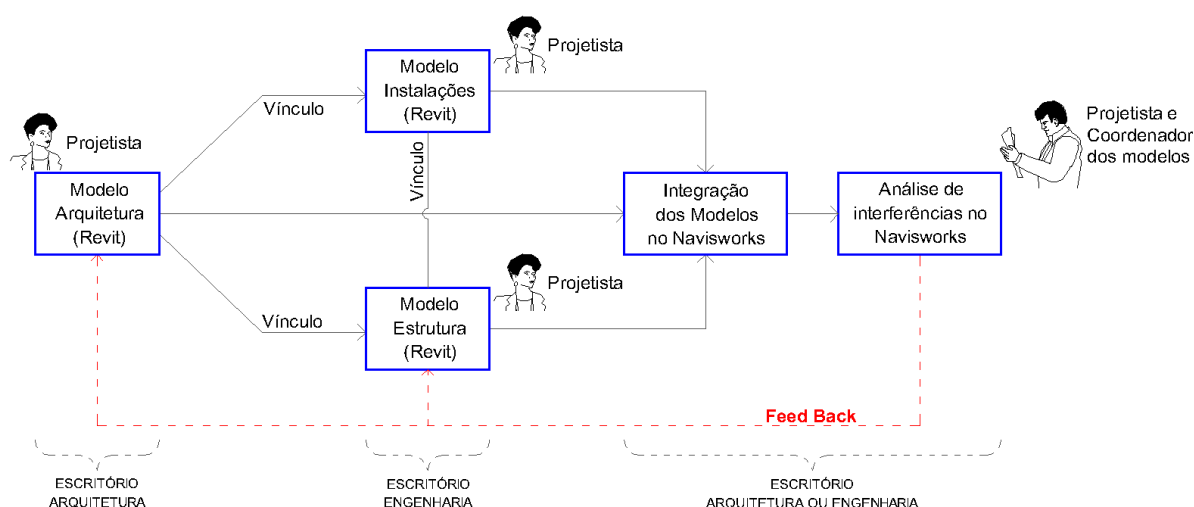 Projetista
Modelo
Arquitetura
(Revit)
Vínculo
Vínculo
Modelo
Instalações
(Revit)
Projetista
Vínculo
Modelo
Estrutura
(Revit)
Projetista
Integração
dos Modelos
no Navisworks
Análise de
interferências no
Navisworks
Projetista e
Coordenador
dos modelos
Feed Back
ESCRITÓRIO
ARQUITETURA
ESCRITÓRIO
ENGENHARIA
ESCRITÓRIO
ARQUITETURA OU ENGENHARIA